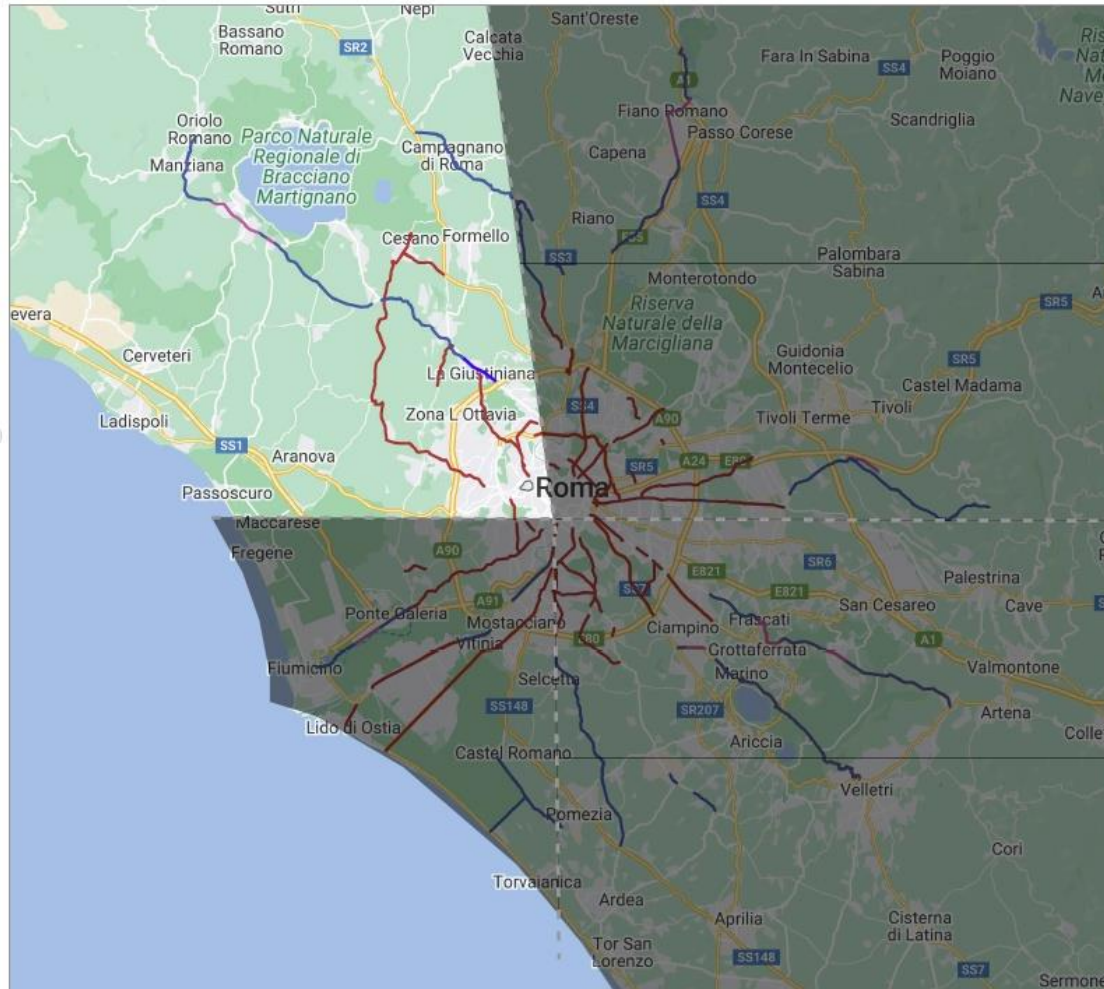 Sutri
Nepi
Sant'Oreste
Bassano
Romano
SR2
Calcata
Vecchia
Fara In Sabina
SS4
Poggio
Moiano
A1
Oriolo
Romano
Fiano Romano
Manziana
Parco Naturale
Regionale di
Bracciano
Martignano
Campagnano
di Roma
Capena
Passo Corese
Scandriglia
SS4
Riano
Cesano
Formello
SS3
E35
Monterotondo
Palombara
Sabina
SR5
Riserva
Naturale della
Marcigliana
Cerveteri
La Giustiniana
Guidonia
Montecelio
SR5
Castel Madama
Ladispoli
Zona L Ottavia
SS4
A90
Tivoli Terme
Tivoli
SS1
Aranova
SR5
A24
E80
Passoscuro
Roma
Maccarese
Fregene
A90
SR6
E821
E821
Palestrina
Ponte Galeria
A91
Mostacciano
San Cesareo
Cave
Vitinia
E80
Ciampino
Frascati
A1
Fiumicino
Grottaferrata
Marino
Valmontone
Selcetta
Lido di Ostia
SS148
SR207
Ariccia
Artena
Castel Romano
Velletri
Pomezia
Cori
Torvaianica
Ardea
Aprilia
Cisterna
di Latina
Tor San
Lorenzo
SS148
SS7